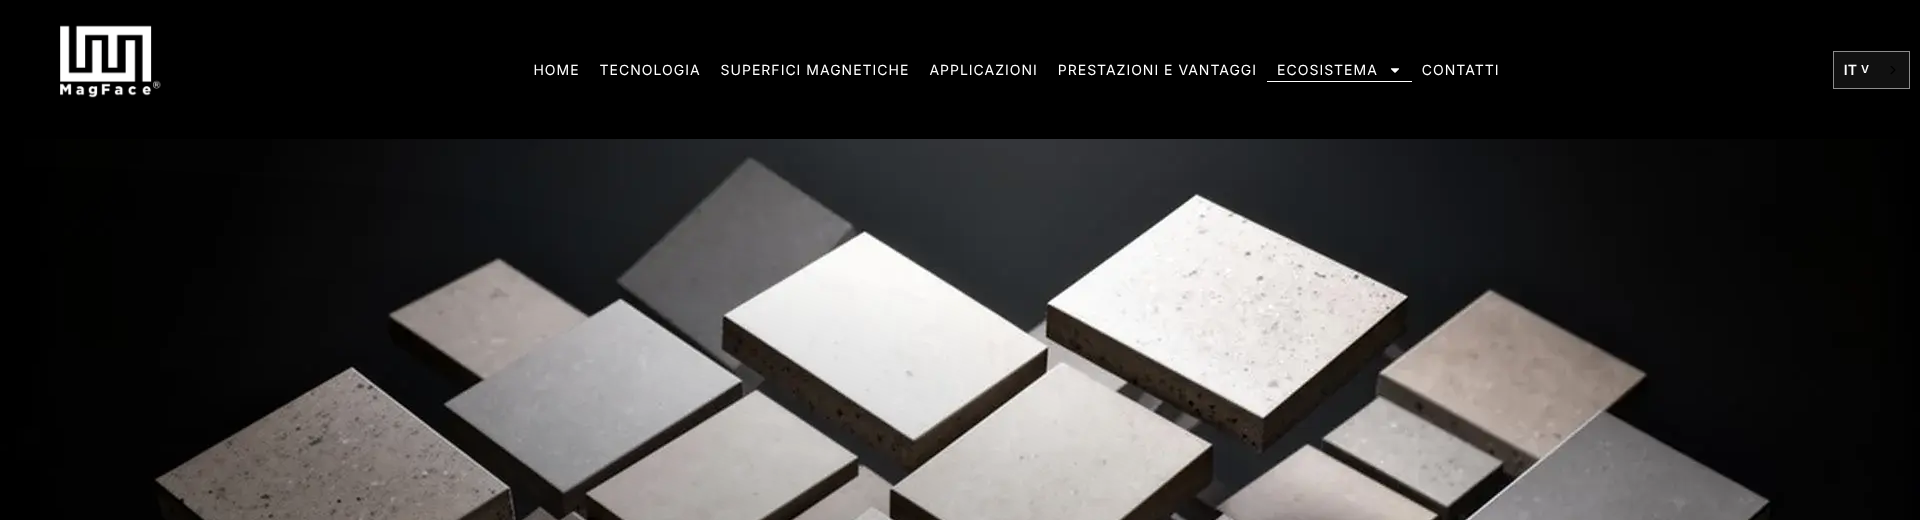 MagFace®
HOME TECNOLOGIA SUPERFICI MAGNETICHE APPLICAZIONI PRESTAZIONI E VANTAGGI ECOSISTEMA CONTATTI
IT V